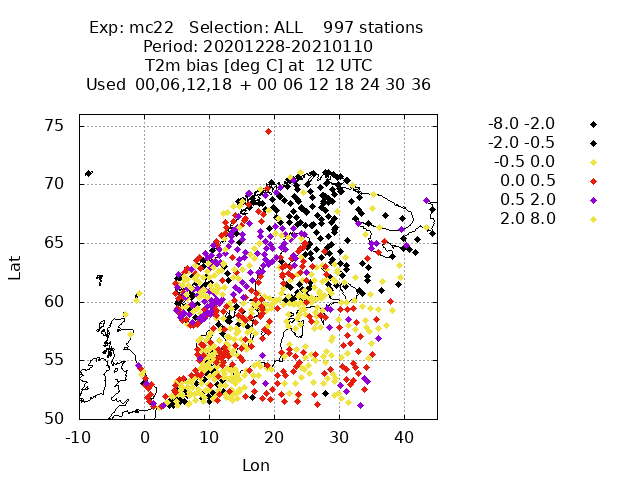 Exp: mc22 Selection: ALL 997 stations
Period: 20201228-20210110
T2m bias [deg C] at 12 UTC
Used 00,06,12,18 + 00 06 12 18 24 30 36
75
70
65
60
55
50
-10 0 10 20 30 40
Lat
Lon
-8.0 -2.0
-2.0 -0.5
-0.5 0.0
0.0 0.5
0.5 2.0
2.0 8.0